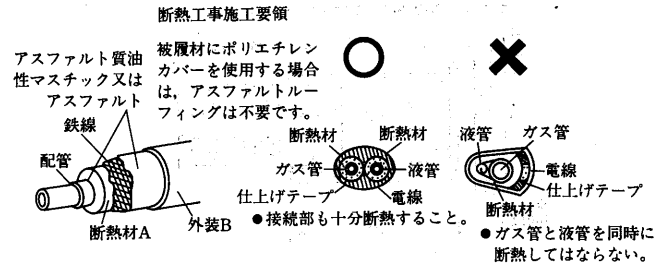 断熱工事施工要領
アスファルト質油
性マスチック又は
アスファルト
被履材にポリエチレン
カバーを使用する場合
は，アスファルトルー
フィングは不要です。
鉄線
配管
断熱材A
外装B
断熱材
断熱材
ガス管
液管
仕上げテープ
電線
●接続部も十分断熱すること。
液管
ガス管
電線
仕上げテープ
断熱材
●ガス管と液管を同時に
断熱してはならない。